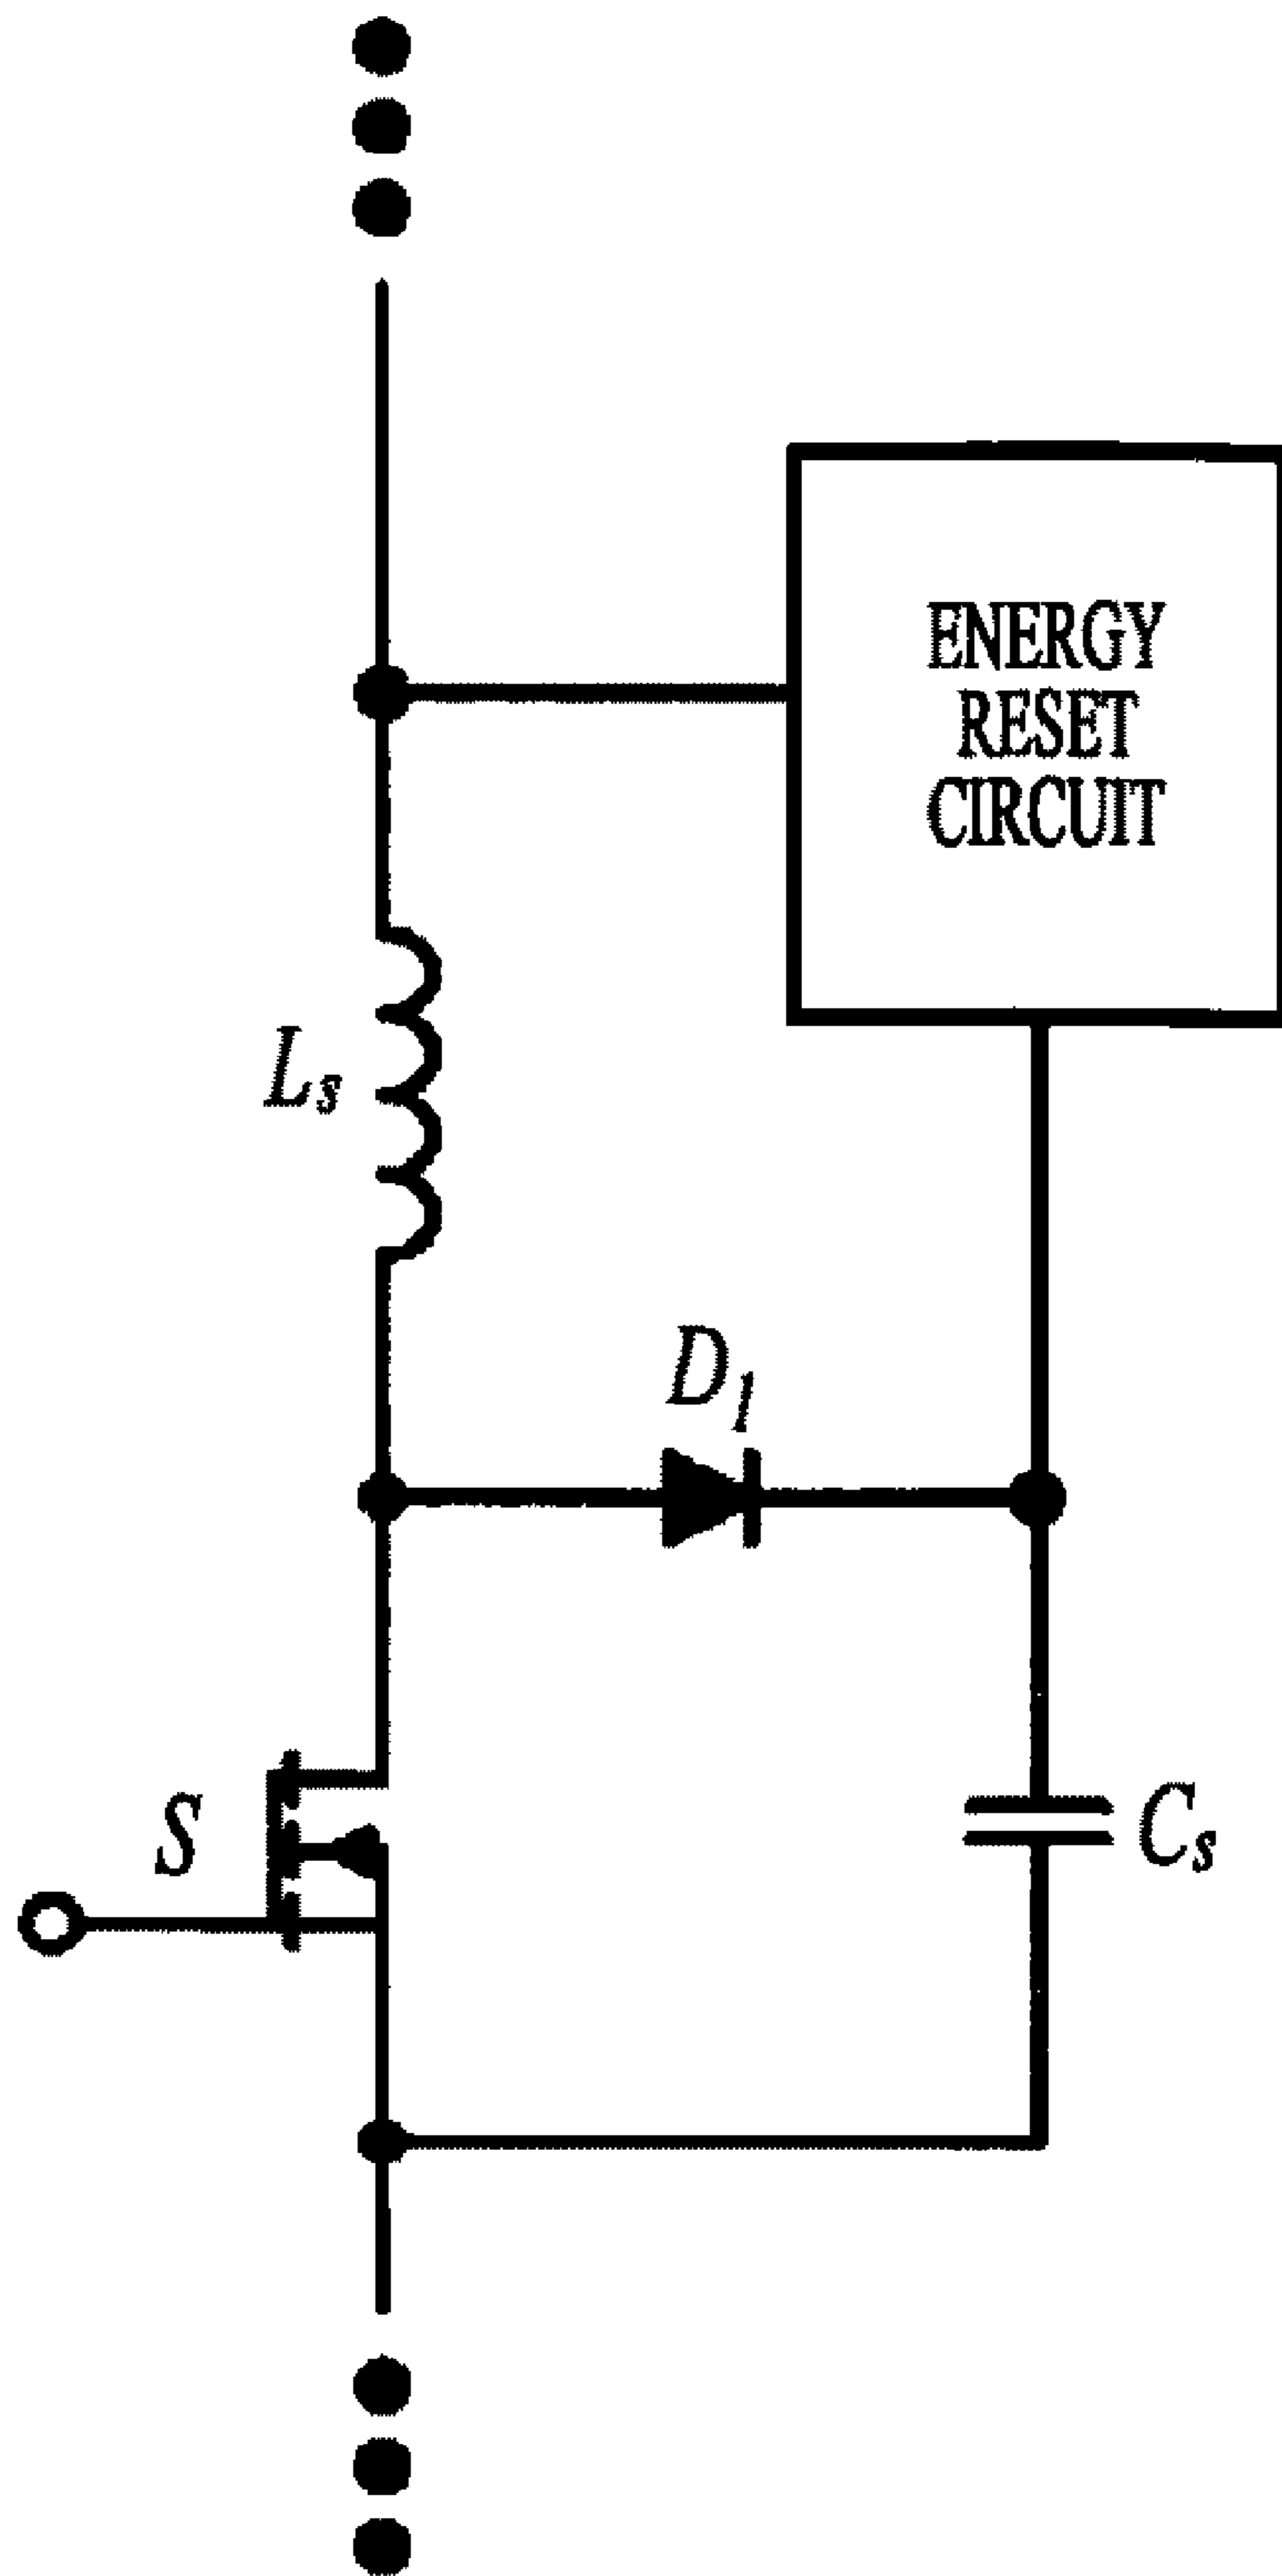 ENERGY
RESET
CIRCUIT
Ls
D1
S
Cs